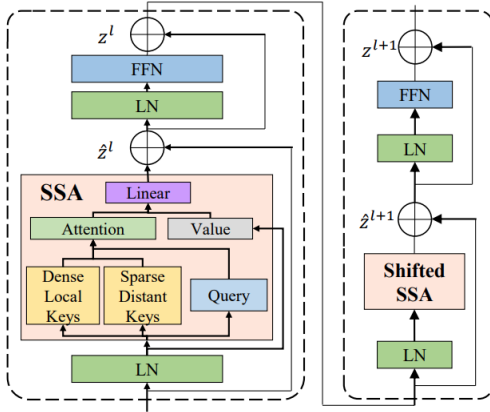 z^l
FFN
LN
ẑ^l
SSA
Linear
Attention
Value
Dense
Local
Keys
Sparse
Distant
Keys
Query
LN
z^{l+1}
FFN
LN
ẑ^{l+1}
Shifted
SSA
LN